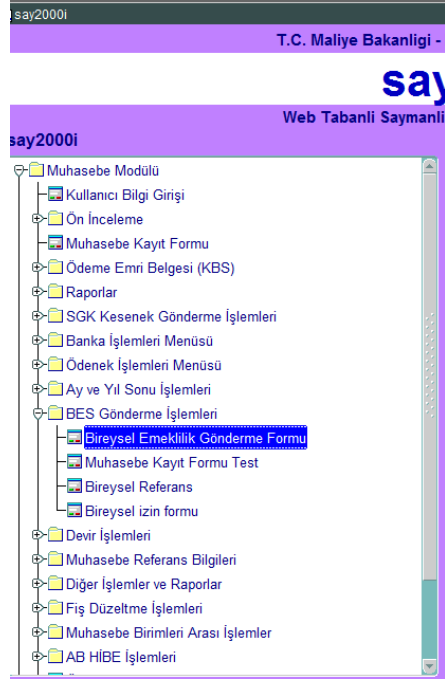 say2000i
T.C. Maliye Bakanligi -
say
Web Tabanli Saymanli
say2000i
Muhasebe Modülü
Kullanıcı Bilgi Girişi
Ön İnceleme
Muhasebe Kayıt Formu
Ödeme Emri Belgesi (KBS)
Raporlar
SGK Kesenek Gönderme İşlemleri
Banka İşlemleri Menüsü
Ödenek İşlemleri Menüsü
Ay ve Yıl Sonu İşlemleri
BES Gönderme İşlemleri
Bireysel Emeklilik Gönderme Formu
Muhasebe Kayıt Formu Test
Bireysel Referans
Bireysel izin formu
Devir İşlemleri
Muhasebe Referans Bilgileri
Diğer İşlemler ve Raporlar
Fiş Düzeltme İşlemleri
Muhasebe Birimleri Arası İşlemler
AB HİBE İşlemleri